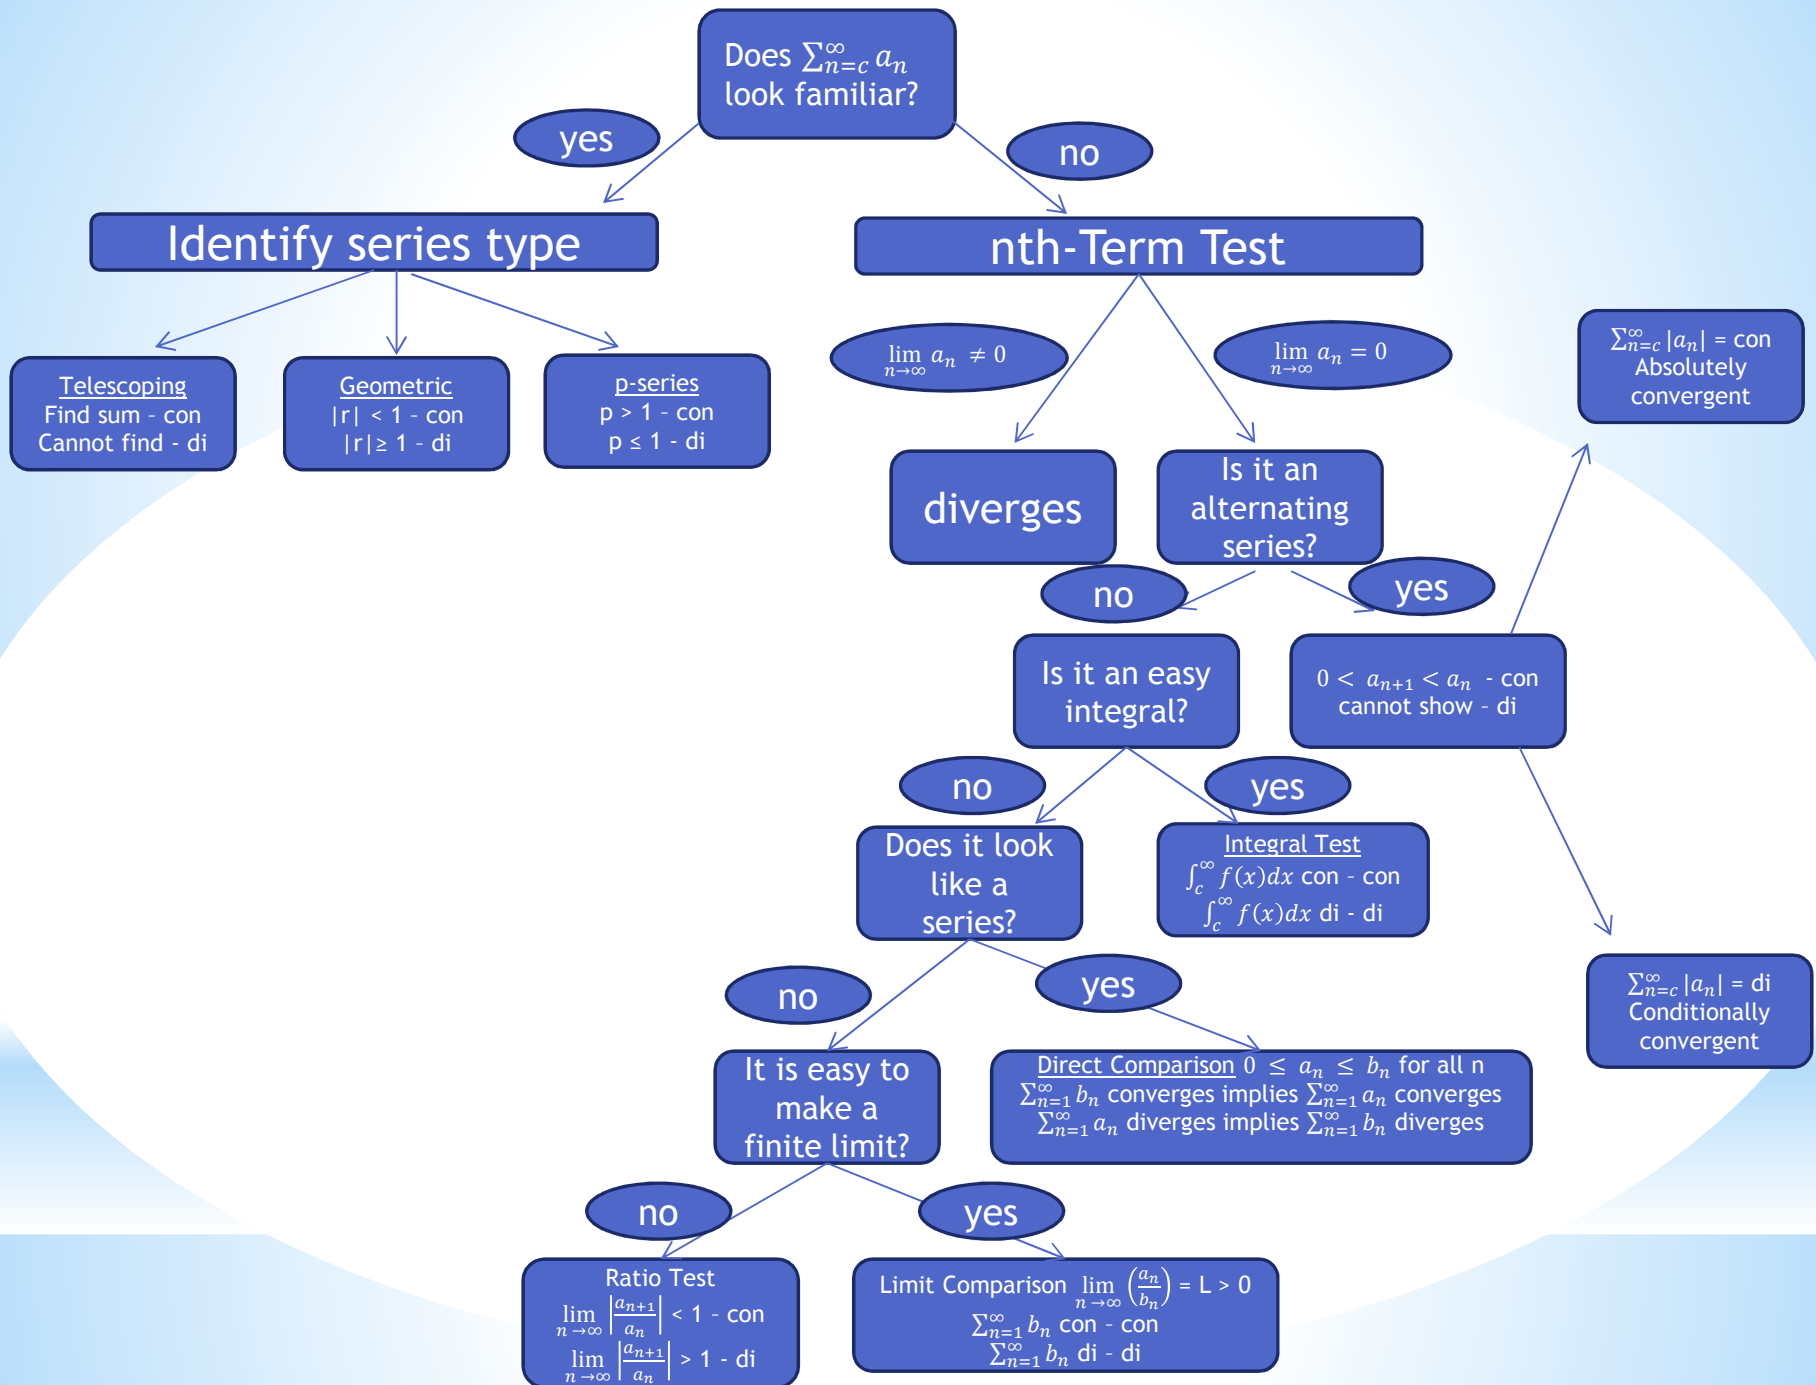 Does ∑_{n=c}^{∞} a_n
look familiar?
yes
no
Identify series type
nth-Term Test
Telescoping
Find sum – con
Cannot find - di
Geometric
|r| < 1 – con
|r|≥ 1 – di
p-series
p > 1 – con
p ≤ 1 - di
lim_{n→∞} a_n ≠ 0
lim_{n→∞} a_n = 0
∑_{n=c}^{∞} |a_n| = con
Absolutely
convergent
diverges
Is it an
alternating
series?
no
yes
Is it an easy
integral?
0 < a_{n+1} < a_n - con
cannot show – di
no
yes
Does it look
like a
series?
Integral Test
∫_c^∞ f(x)dx con – con
∫_c^∞ f(x)dx di - di
no
yes
∑_{n=c}^{∞} |a_n| = di
Conditionally
convergent
It is easy to
make a
finite limit?
Direct Comparison 0 ≤ a_n ≤ b_n for all n
∑_{n=1}^{∞} b_n converges implies ∑_{n=1}^{∞} a_n converges
∑_{n=1}^{∞} a_n diverges implies ∑_{n=1}^{∞} b_n diverges
no
yes
Ratio Test
lim_{n→∞} |a_{n+1}/a_n| < 1 – con
lim_{n→∞} |a_{n+1}/a_n| > 1 - di
Limit Comparison lim_{n→∞} (a_n/b_n) = L > 0
∑_{n=1}^{∞} b_n con – con
∑_{n=1}^{∞} b_n di – di